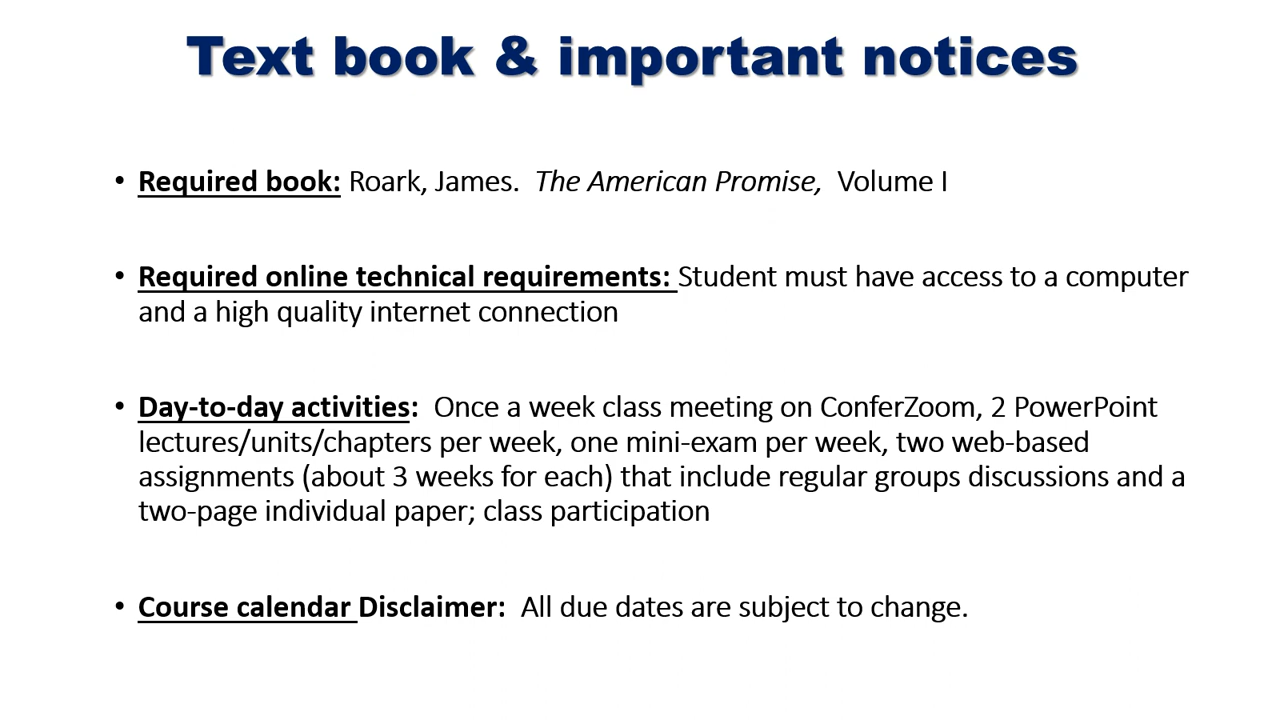 Text book & important notices
• Required book: Roark, James.  The American Promise,  Volume I
• Required online technical requirements: Student must have access to a computer
and a high quality internet connection
• Day-to-day activities:  Once a week class meeting on ConferZoom, 2 PowerPoint
lectures/units/chapters per week, one mini-exam per week, two web-based
assignments (about 3 weeks for each) that include regular groups discussions and a
two-page individual paper; class participation
• Course calendar Disclaimer:  All due dates are subject to change.